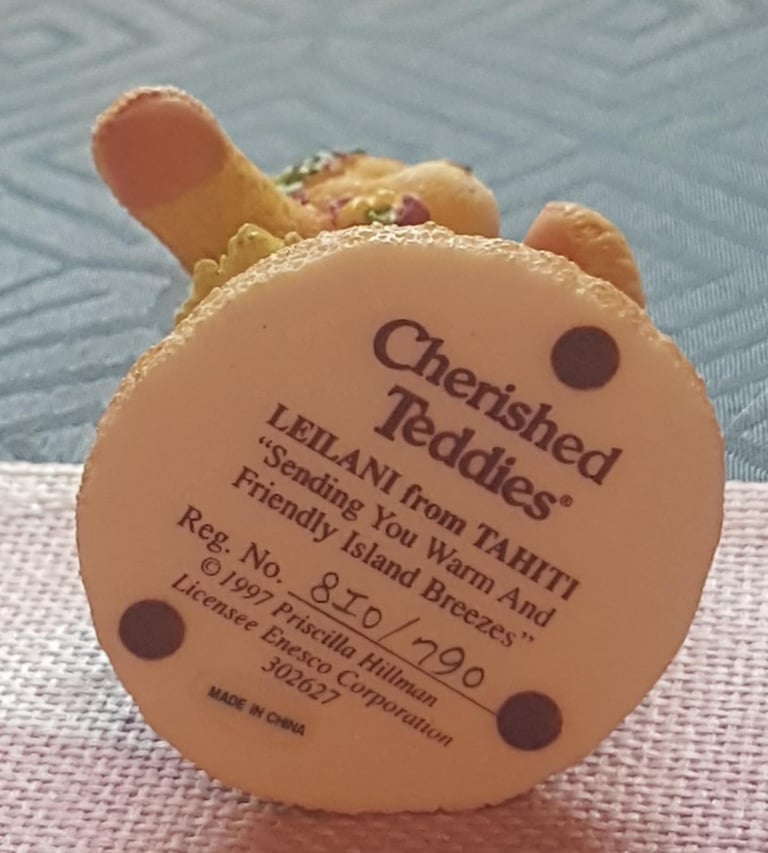 Cherished
Teddies®
LEILANI from TAHITI
“Sending You Warm And
Friendly Island Breezes”
Reg. No. 8I0/790
©1997 Priscilla Hillman
Licensee Enesco Corporation
302627
MADE IN CHINA